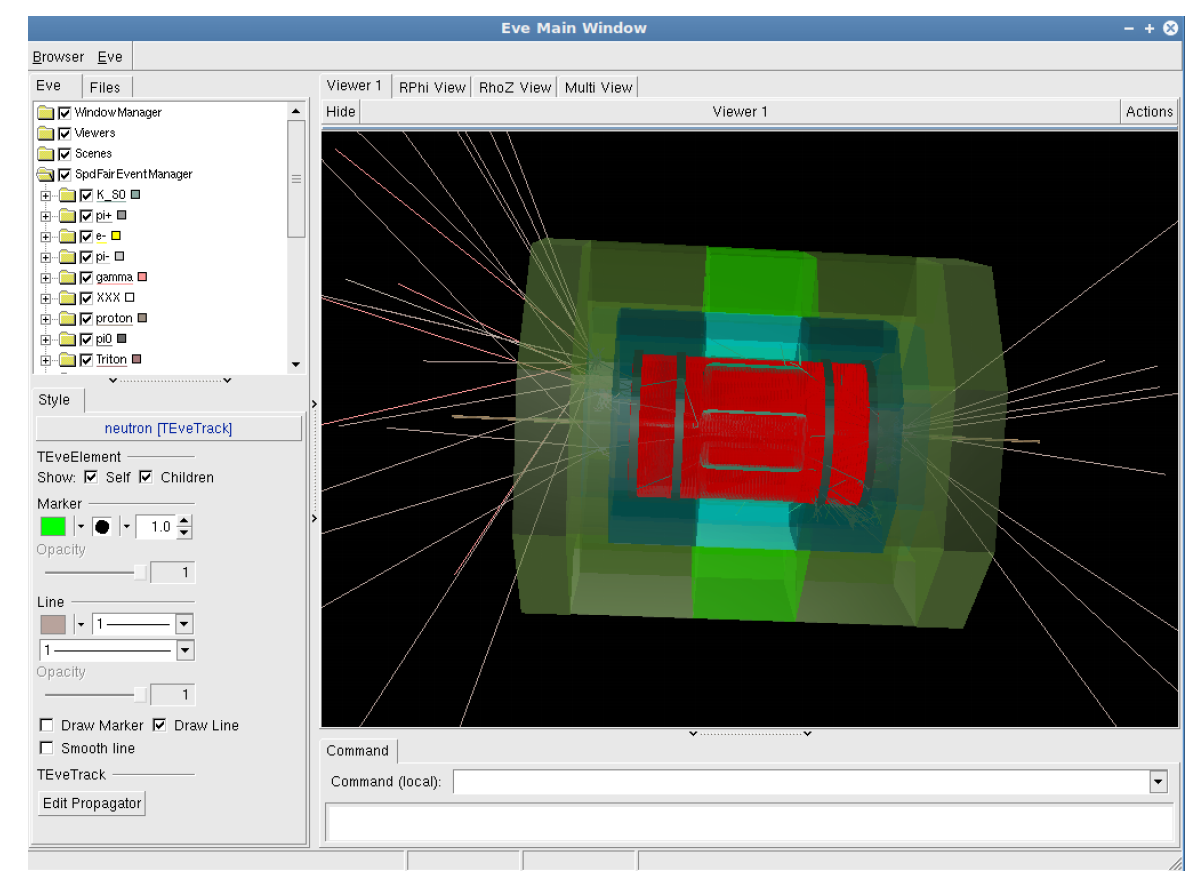 Eve Main Window
Browser Eve
Eve Files
WindowManager
Viewers
Scenes
SpdFairEventManager
K_S0
pi+
e-
pi-
gamma
XXX
proton
pi0
Triton
Style
neutron [TEveTrack]
TEveElement
Show: Self Children
Marker
1.0
Opacity
1
Line
1
1
Opacity
1
Draw Marker Draw Line
Smooth line
TEveTrack
Edit Propagator
Viewer 1 RPhi View RhoZ View Multi View
Hide Viewer 1 Actions
Command
Command (local):